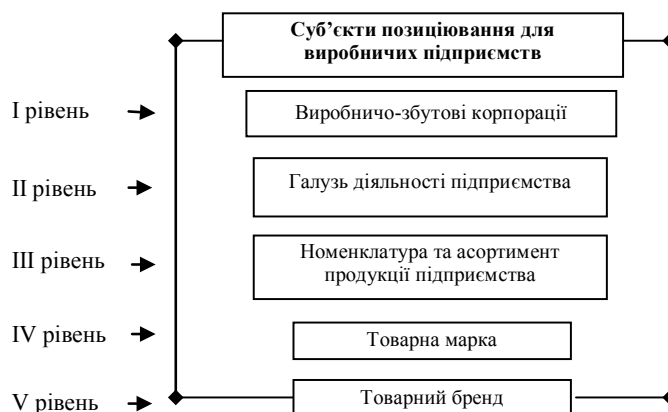 Суб’єкти позиціювання для
виробничих підприємств
І рівень
Виробничо-збутові корпорації
ІІ рівень
Галузь діяльності підприємства
ІІІ рівень
Номенклатура та асортимент
продукції підприємства
IV рівень
Товарна марка
V рівень
Товарний бренд